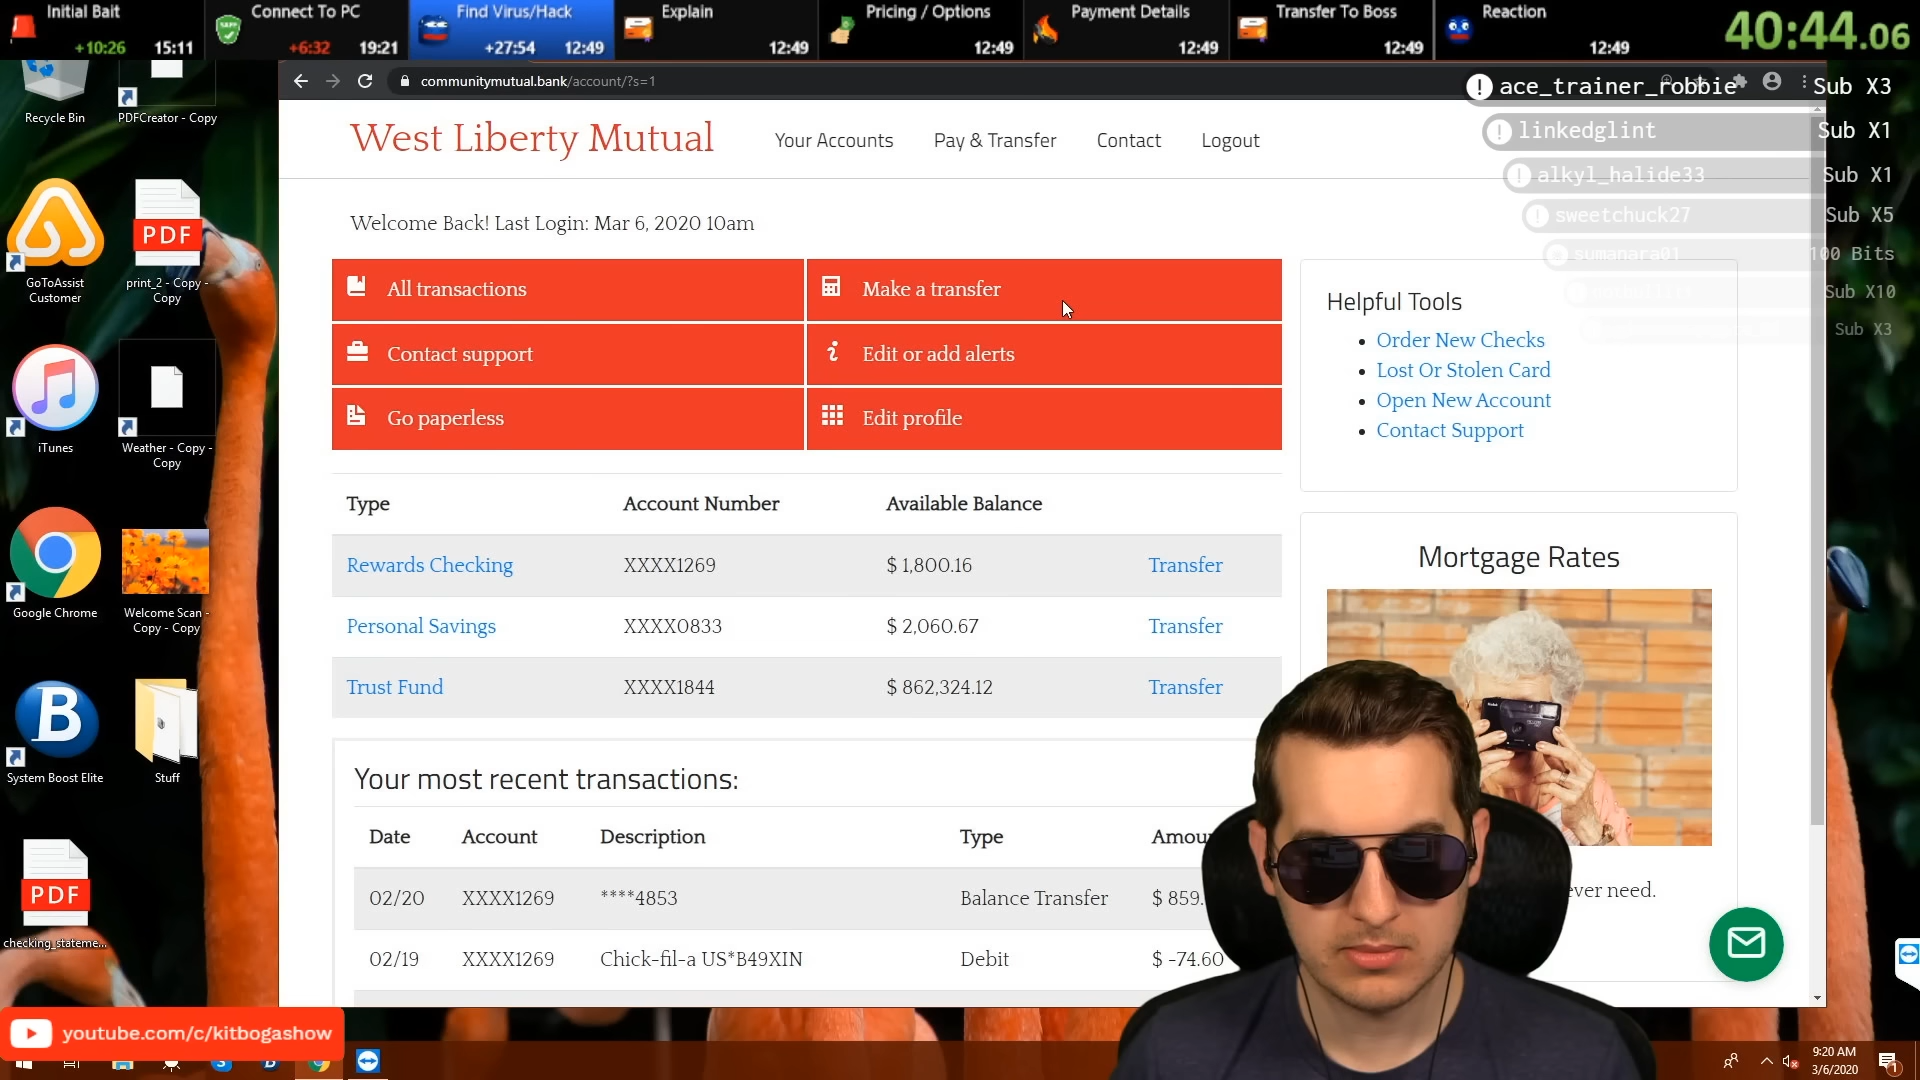 Initial Bait
+10:26 15:11
Connect To PC
+6:32 19:21
Find Virus/Hack
+27:54 12:49
Explain
12:49
Pricing / Options
12:49
Payment Details
12:49
Transfer To Boss
12:49
Reaction
12:49
40:44.06
communitymutual.bank/account/?s=1
ace_trainer_robbie Sub X3
linkedglint Sub X1
alkyl_halide33 Sub X1
sweetchuck27 Sub X5
sumanara01 100 Bits
Sub X10
Sub X3
Recycle Bin
PDFCreator - Copy
GoToAssist
Customer
PDF
print_2 - Copy -
Copy
iTunes
Weather - Copy -
Copy
Google Chrome
Welcome Scan -
Copy - Copy
B
System Boost Elite
Stuff
PDF
checking_stateme...
West Liberty Mutual
Your Accounts
Pay & Transfer
Contact
Logout
Welcome Back! Last Login: Mar 6, 2020 10am
All transactions
Make a transfer
Contact support
Edit or add alerts
Go paperless
Edit profile
Helpful Tools
Order New Checks
Lost Or Stolen Card
Open New Account
Contact Support
Type Account Number Available Balance
Rewards Checking XXXX1269 $ 1,800.16 Transfer
Personal Savings XXXX0833 $ 2,060.67 Transfer
Trust Fund XXXX1844 $ 862,324.12 Transfer
Mortgage Rates
ever need.
Your most recent transactions:
Date Account Description Type Amou
02/20 XXXX1269 ****4853 Balance Transfer $ 859.
02/19 XXXX1269 Chick-fil-a US*B49XIN Debit $ -74.60
youtube.com/c/kitbogashow
9:20 AM
3/6/2020
1